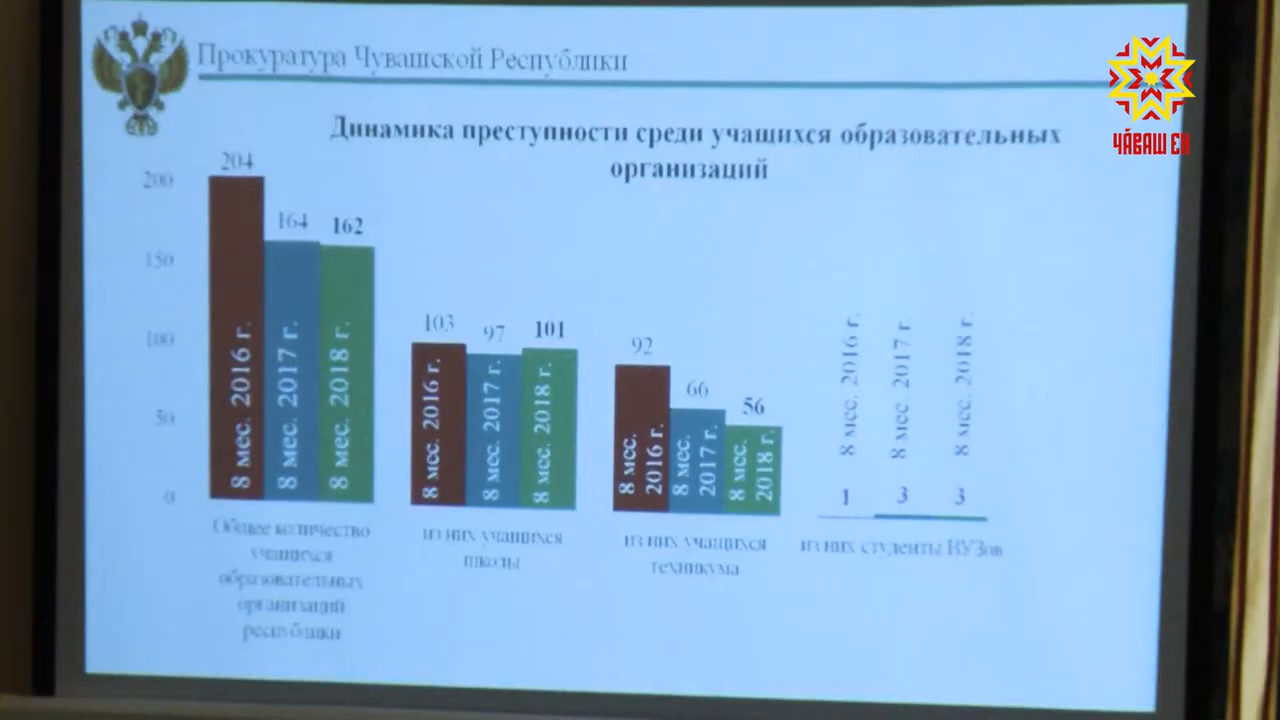 Прокуратура Чувашской Республики
ЧӐВАШ ЕН
Динамика преступности среди учащихся образовательных
организаций
200
150
100
50
0
204
164
162
8 мес. 2016 г.
8 мес. 2017 г.
8 мес. 2018 г.
Общее количество
учащихся
образовательных
организаций
республики
103
97
101
8 мес. 2016 г.
8 мес. 2017 г.
8 мес. 2018 г.
из них учащихся
школы
92
66
56
8 мес.
2016 г.
8 мес.
2017 г.
8 мес.
2018 г.
из них учащихся
техникума
8 мес. 2016 г.
8 мес. 2017 г.
8 мес. 2018 г.
1
3
3
из них студенты ВУЗов